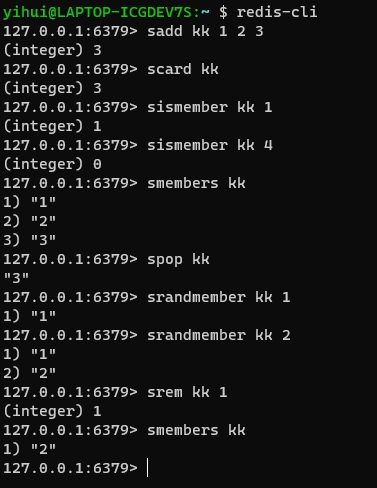 yihui@LAPTOP-ICGDEV7S:~ $ redis-cli
127.0.0.1:6379> sadd kk 1 2 3
(integer) 3
127.0.0.1:6379> scard kk
(integer) 3
127.0.0.1:6379> sismember kk 1
(integer) 1
127.0.0.1:6379> sismember kk 4
(integer) 0
127.0.0.1:6379> smembers kk
1) "1"
2) "2"
3) "3"
127.0.0.1:6379> spop kk
"3"
127.0.0.1:6379> srandmember kk 1
1) "1"
127.0.0.1:6379> srandmember kk 2
1) "1"
2) "2"
127.0.0.1:6379> srem kk 1
(integer) 1
127.0.0.1:6379> smembers kk
1) "2"
127.0.0.1:6379>